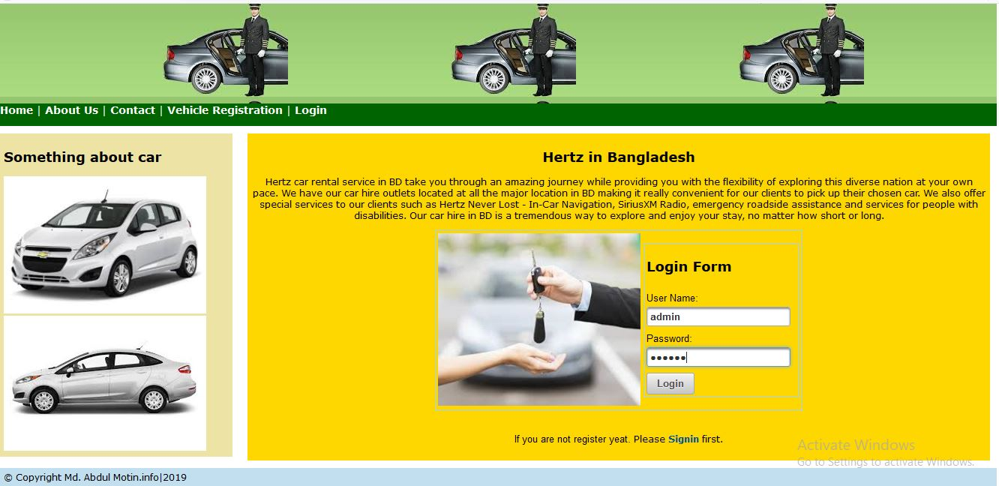 Home | About Us | Contact | Vehicle Registration | Login
Something about car
Hertz in Bangladesh
Hertz car rental service in BD take you through an amazing journey while providing you with the flexibility of exploring this diverse nation at your own
pace. We have our car hire outlets located at all the major location in BD making it really convenient for our clients to pick up their chosen car. We also offer
special services to our clients such as Hertz Never Lost - In-Car Navigation, SiriusXM Radio, emergency roadside assistance and services for people with
disabilities. Our car hire in BD is a tremendous way to explore and enjoy your stay, no matter how short or long.
Login Form
User Name:
admin
Password:
••••••
Login
If you are not register yeat. Please Signin first.
Activate Windows
Go to Settings to activate Windows.
© Copyright Md. Abdul Motin.info|2019